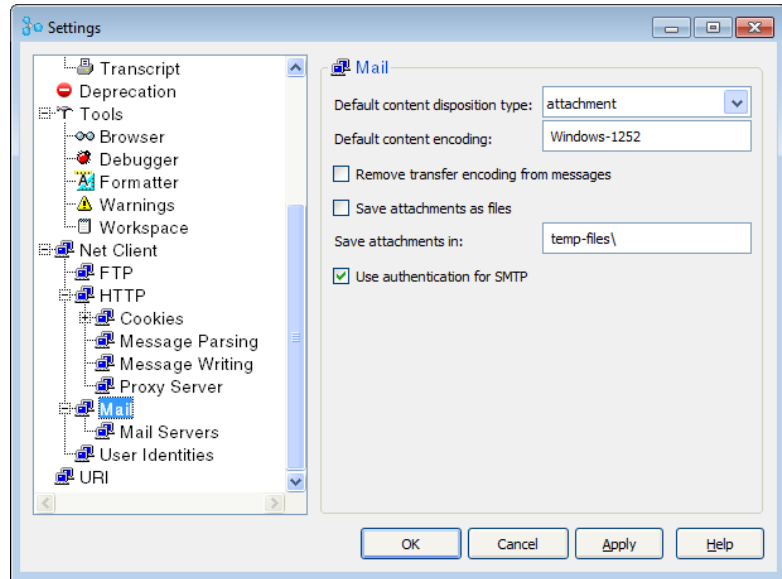 Settings
Transcript
Deprecation
Tools
Browser
Debugger
Formatter
Warnings
Workspace
Net Client
FTP
HTTP
Cookies
Message Parsing
Message Writing
Proxy Server
Mail
Mail Servers
User Identities
URI
Mail
Default content disposition type: attachment
Default content encoding: Windows-1252
Remove transfer encoding from messages
Save attachments as files
Save attachments in: temp-files\
Use authentication for SMTP
OK Cancel Apply Help